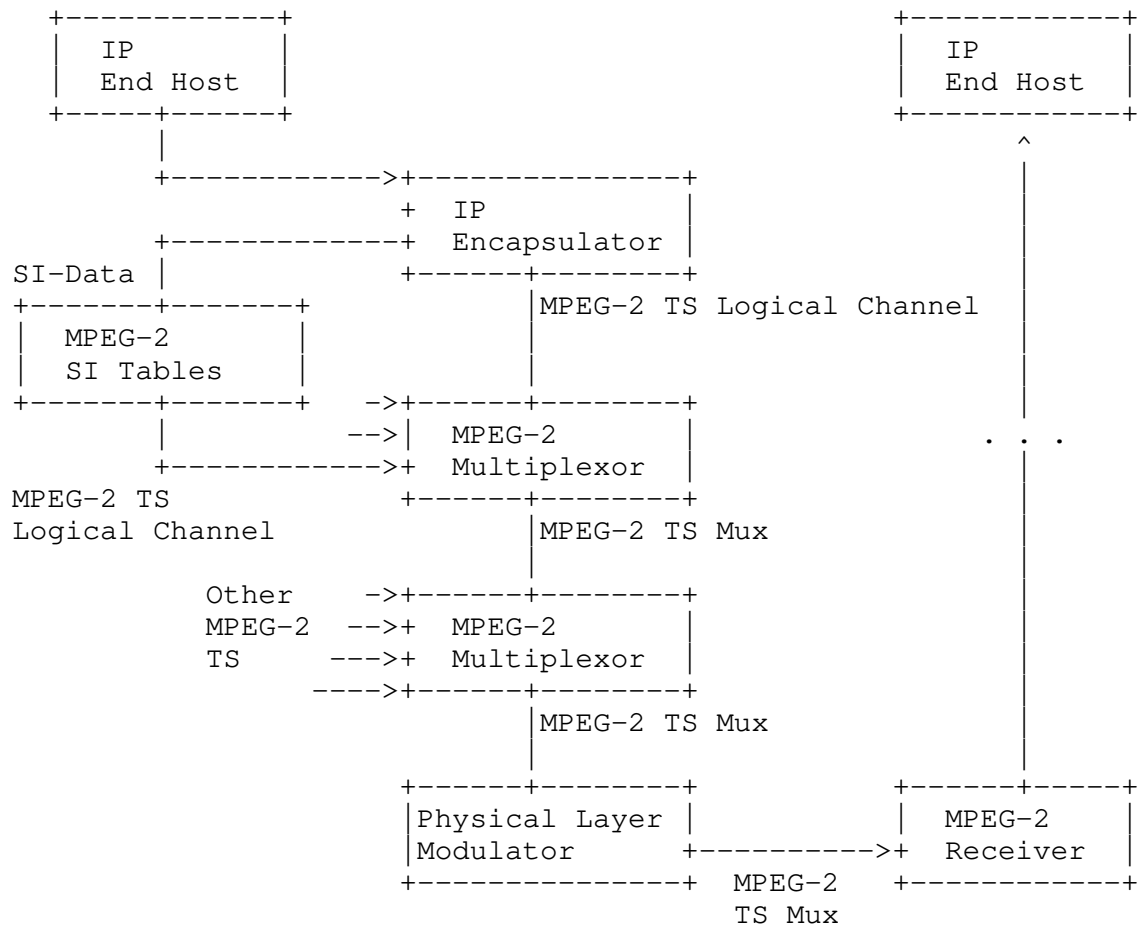 IP IP
End Host End Host
IP
Encapsulator
SI-Data
MPEG-2 TS Logical Channel
MPEG-2
SI Tables
MPEG-2
Multiplexor
. . .
MPEG-2 TS
Logical Channel
MPEG-2 TS Mux
Other
MPEG-2 MPEG-2
TS Multiplexor
MPEG-2 TS Mux
Physical Layer MPEG-2
Modulator Receiver
MPEG-2
TS Mux